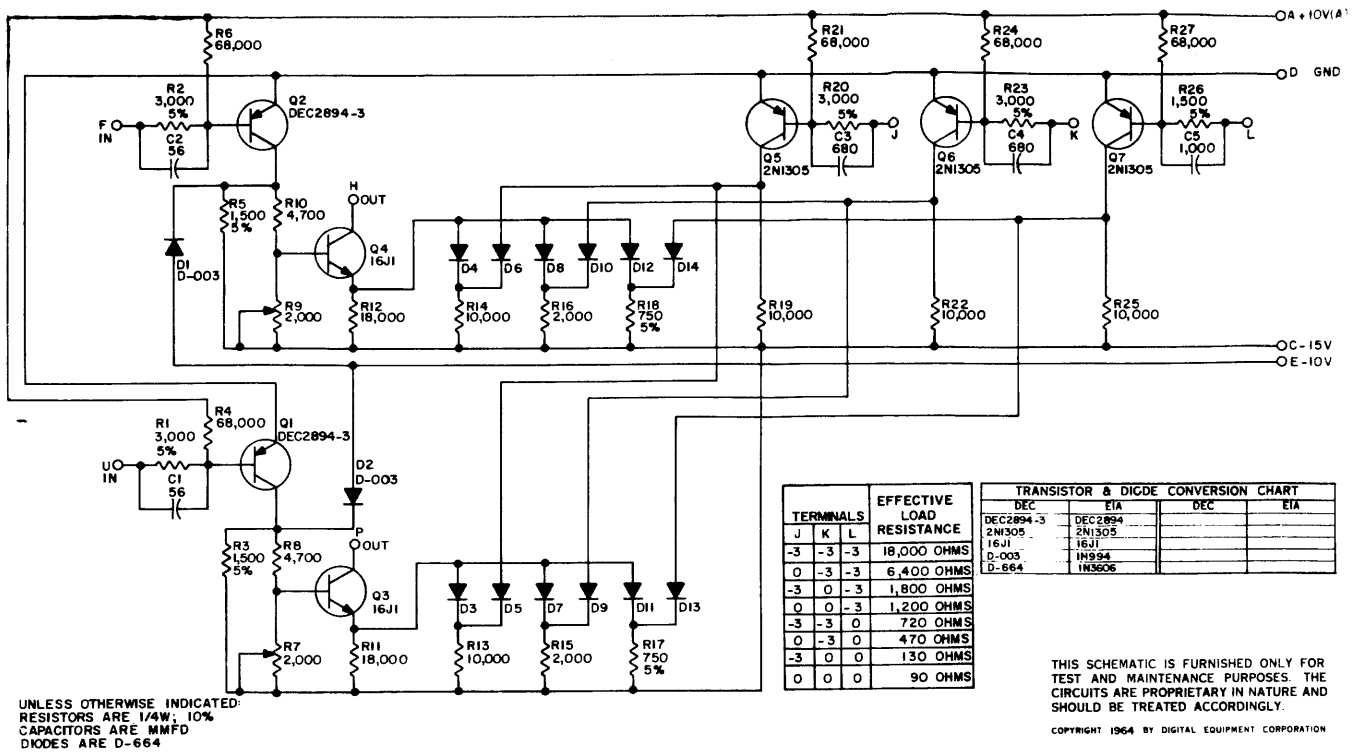 A+10V(A)
R6
68,000
R21
68,000
R24
68,000
R27
68,000
D GND
R2
3,000
5%
Q2
DEC2894-3
R20
3,000
5%
R23
3,000
5%
R26
1,500
5%
F
IN
C2
56
C3
680
J
C4
680
K
C5
1,000
L
Q5
2N1305
Q6
2N1305
Q7
2N1305
H
OUT
R5
1,500
5%
R10
4,700
Q4
16J1
D1
D-003
D4
D6
D8
D10
D12
D14
R9
2,000
R12
18,000
R14
10,000
R16
2,000
R18
750
5%
R19
10,000
R22
10,000
R25
10,000
C-15V
E-10V
R4
68,000
R1
3,000
5%
Q1
DEC2894-3
U
IN
C1
56
D2
D-003
P
OUT
R3
1,500
5%
R8
4,700
Q3
16J1
D3
D5
D7
D9
D11
D13
R7
2,000
R11
18,000
R13
10,000
R15
2,000
R17
750
5%
TERMINALS EFFECTIVE LOAD RESISTANCE
J K L
-3 -3 -3 18,000 OHMS
0 -3 -3 6,400 OHMS
-3 0 -3 1,800 OHMS
0 0 -3 1,200 OHMS
-3 -3 0 720 OHMS
0 -3 0 470 OHMS
-3 0 0 130 OHMS
0 0 0 90 OHMS
TRANSISTOR & DIODE CONVERSION CHART
DEC EIA DEC EIA
DEC2894-3 DEC2894
2N1305 2N1305
16J1 16J1
D-003 1N994
D-664 1N3606
UNLESS OTHERWISE INDICATED:
RESISTORS ARE 1/4W; 10%
CAPACITORS ARE MMFD
DIODES ARE D-664
THIS SCHEMATIC IS FURNISHED ONLY FOR
TEST AND MAINTENANCE PURPOSES. THE
CIRCUITS ARE PROPRIETARY IN NATURE AND
SHOULD BE TREATED ACCORDINGLY.
COPYRIGHT 1964 BY DIGITAL EQUIPMENT CORPORATION